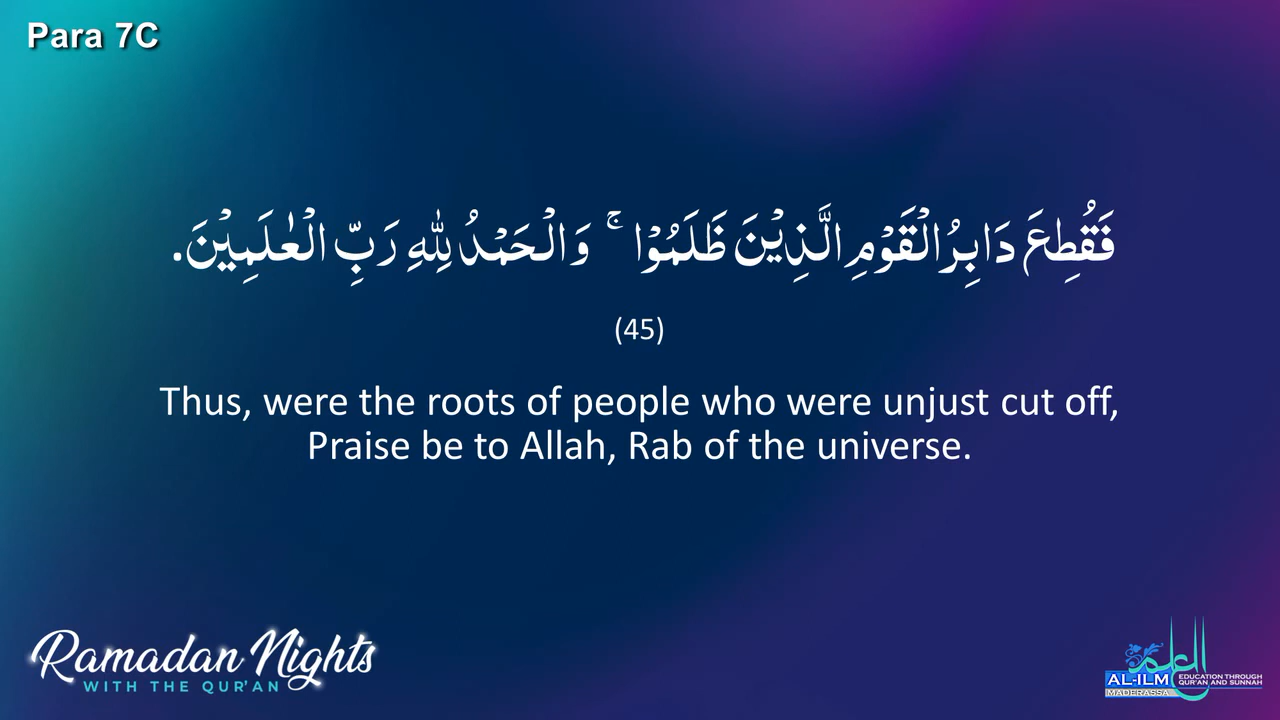 Para 7C
فَقُطِعَ دَابِرُ الْقَوْمِ الَّذِيْنَ ظَلَمُوْا ۚ وَالْحَمْدُ لِلّٰهِ رَبِّ الْعٰلَمِيْنَ.
(45)
Thus, were the roots of people who were unjust cut off,
Praise be to Allah, Rab of the universe.
Ramadan Nights
WITH THE QUR'AN
العلم
AL-ILM
MADERASSA
EDUCATION THROUGH
QUR'AN AND SUNNAH